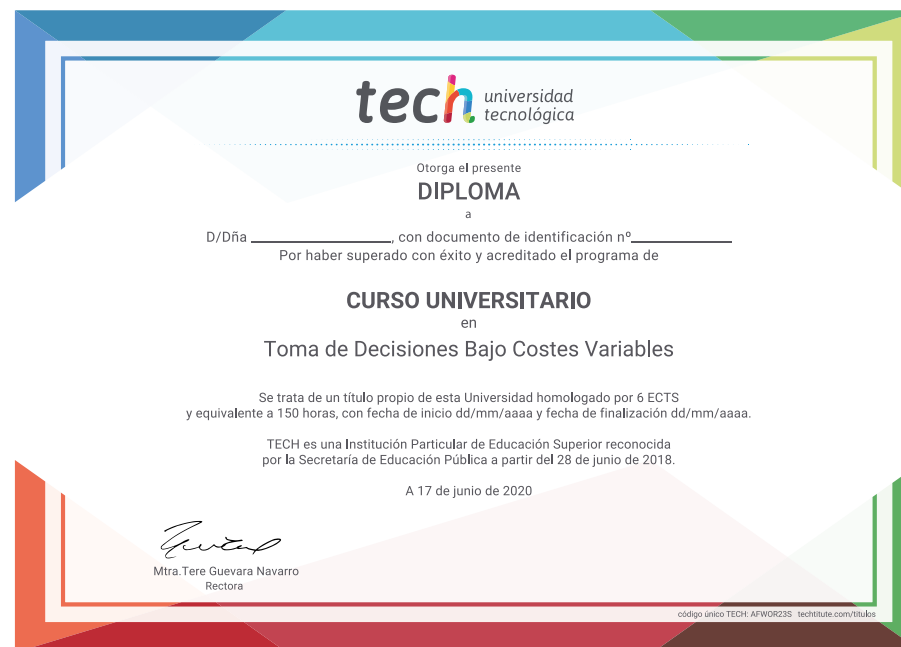 tech universidad
tecnológica
Otorga el presente
DIPLOMA
a
D/Dña ____________________, con documento de identificación nº______________
Por haber superado con éxito y acreditado el programa de
CURSO UNIVERSITARIO
en
Toma de Decisiones Bajo Costes Variables
Se trata de un título propio de esta Universidad homologado por 6 ECTS
y equivalente a 150 horas, con fecha de inicio dd/mm/aaaa y fecha de finalización dd/mm/aaaa.
TECH es una Institución Particular de Educación Superior reconocida
por la Secretaría de Educación Pública a partir del 28 de junio de 2018.
A 17 de junio de 2020
Mtra.Tere Guevara Navarro
Rectora
código único TECH: AFWOR23S techtitute.com/titulos